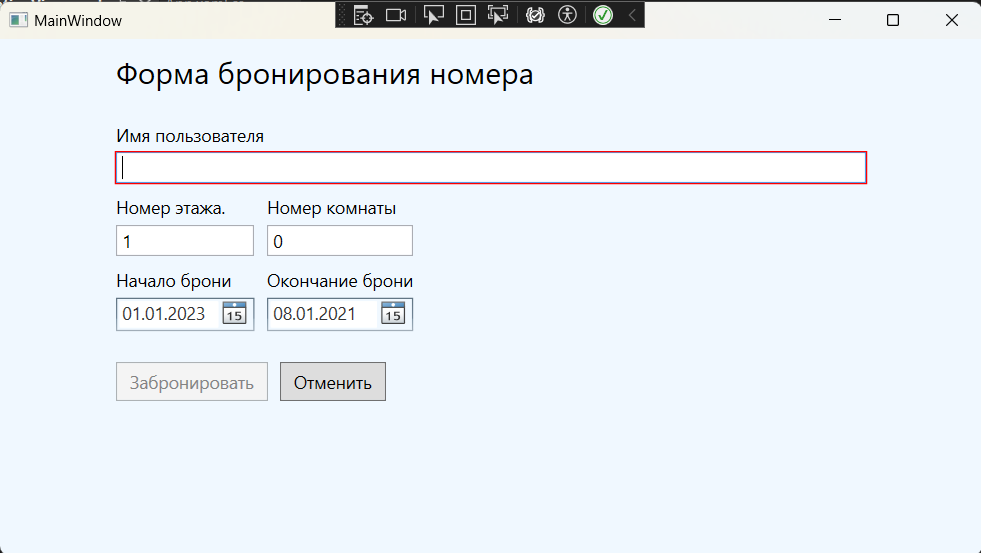 MainWindow
Форма бронирования номера
Имя пользователя
Номер этажа. Номер комнаты
1 0
Начало брони Окончание брони
01.01.2023 15 08.01.2021 15
Забронировать Отменить